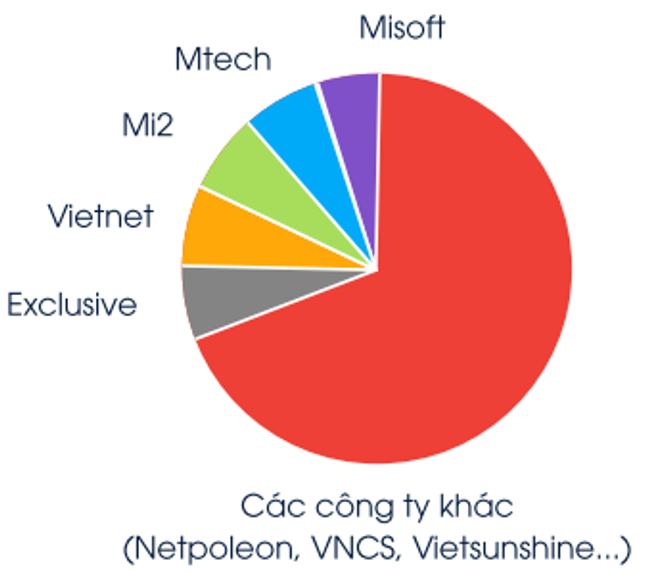 Misoft
Mtech
Mi2
Vietnet
Exclusive
Các công ty khác
(Netpoleon, VNCS, Vietsunshine...)